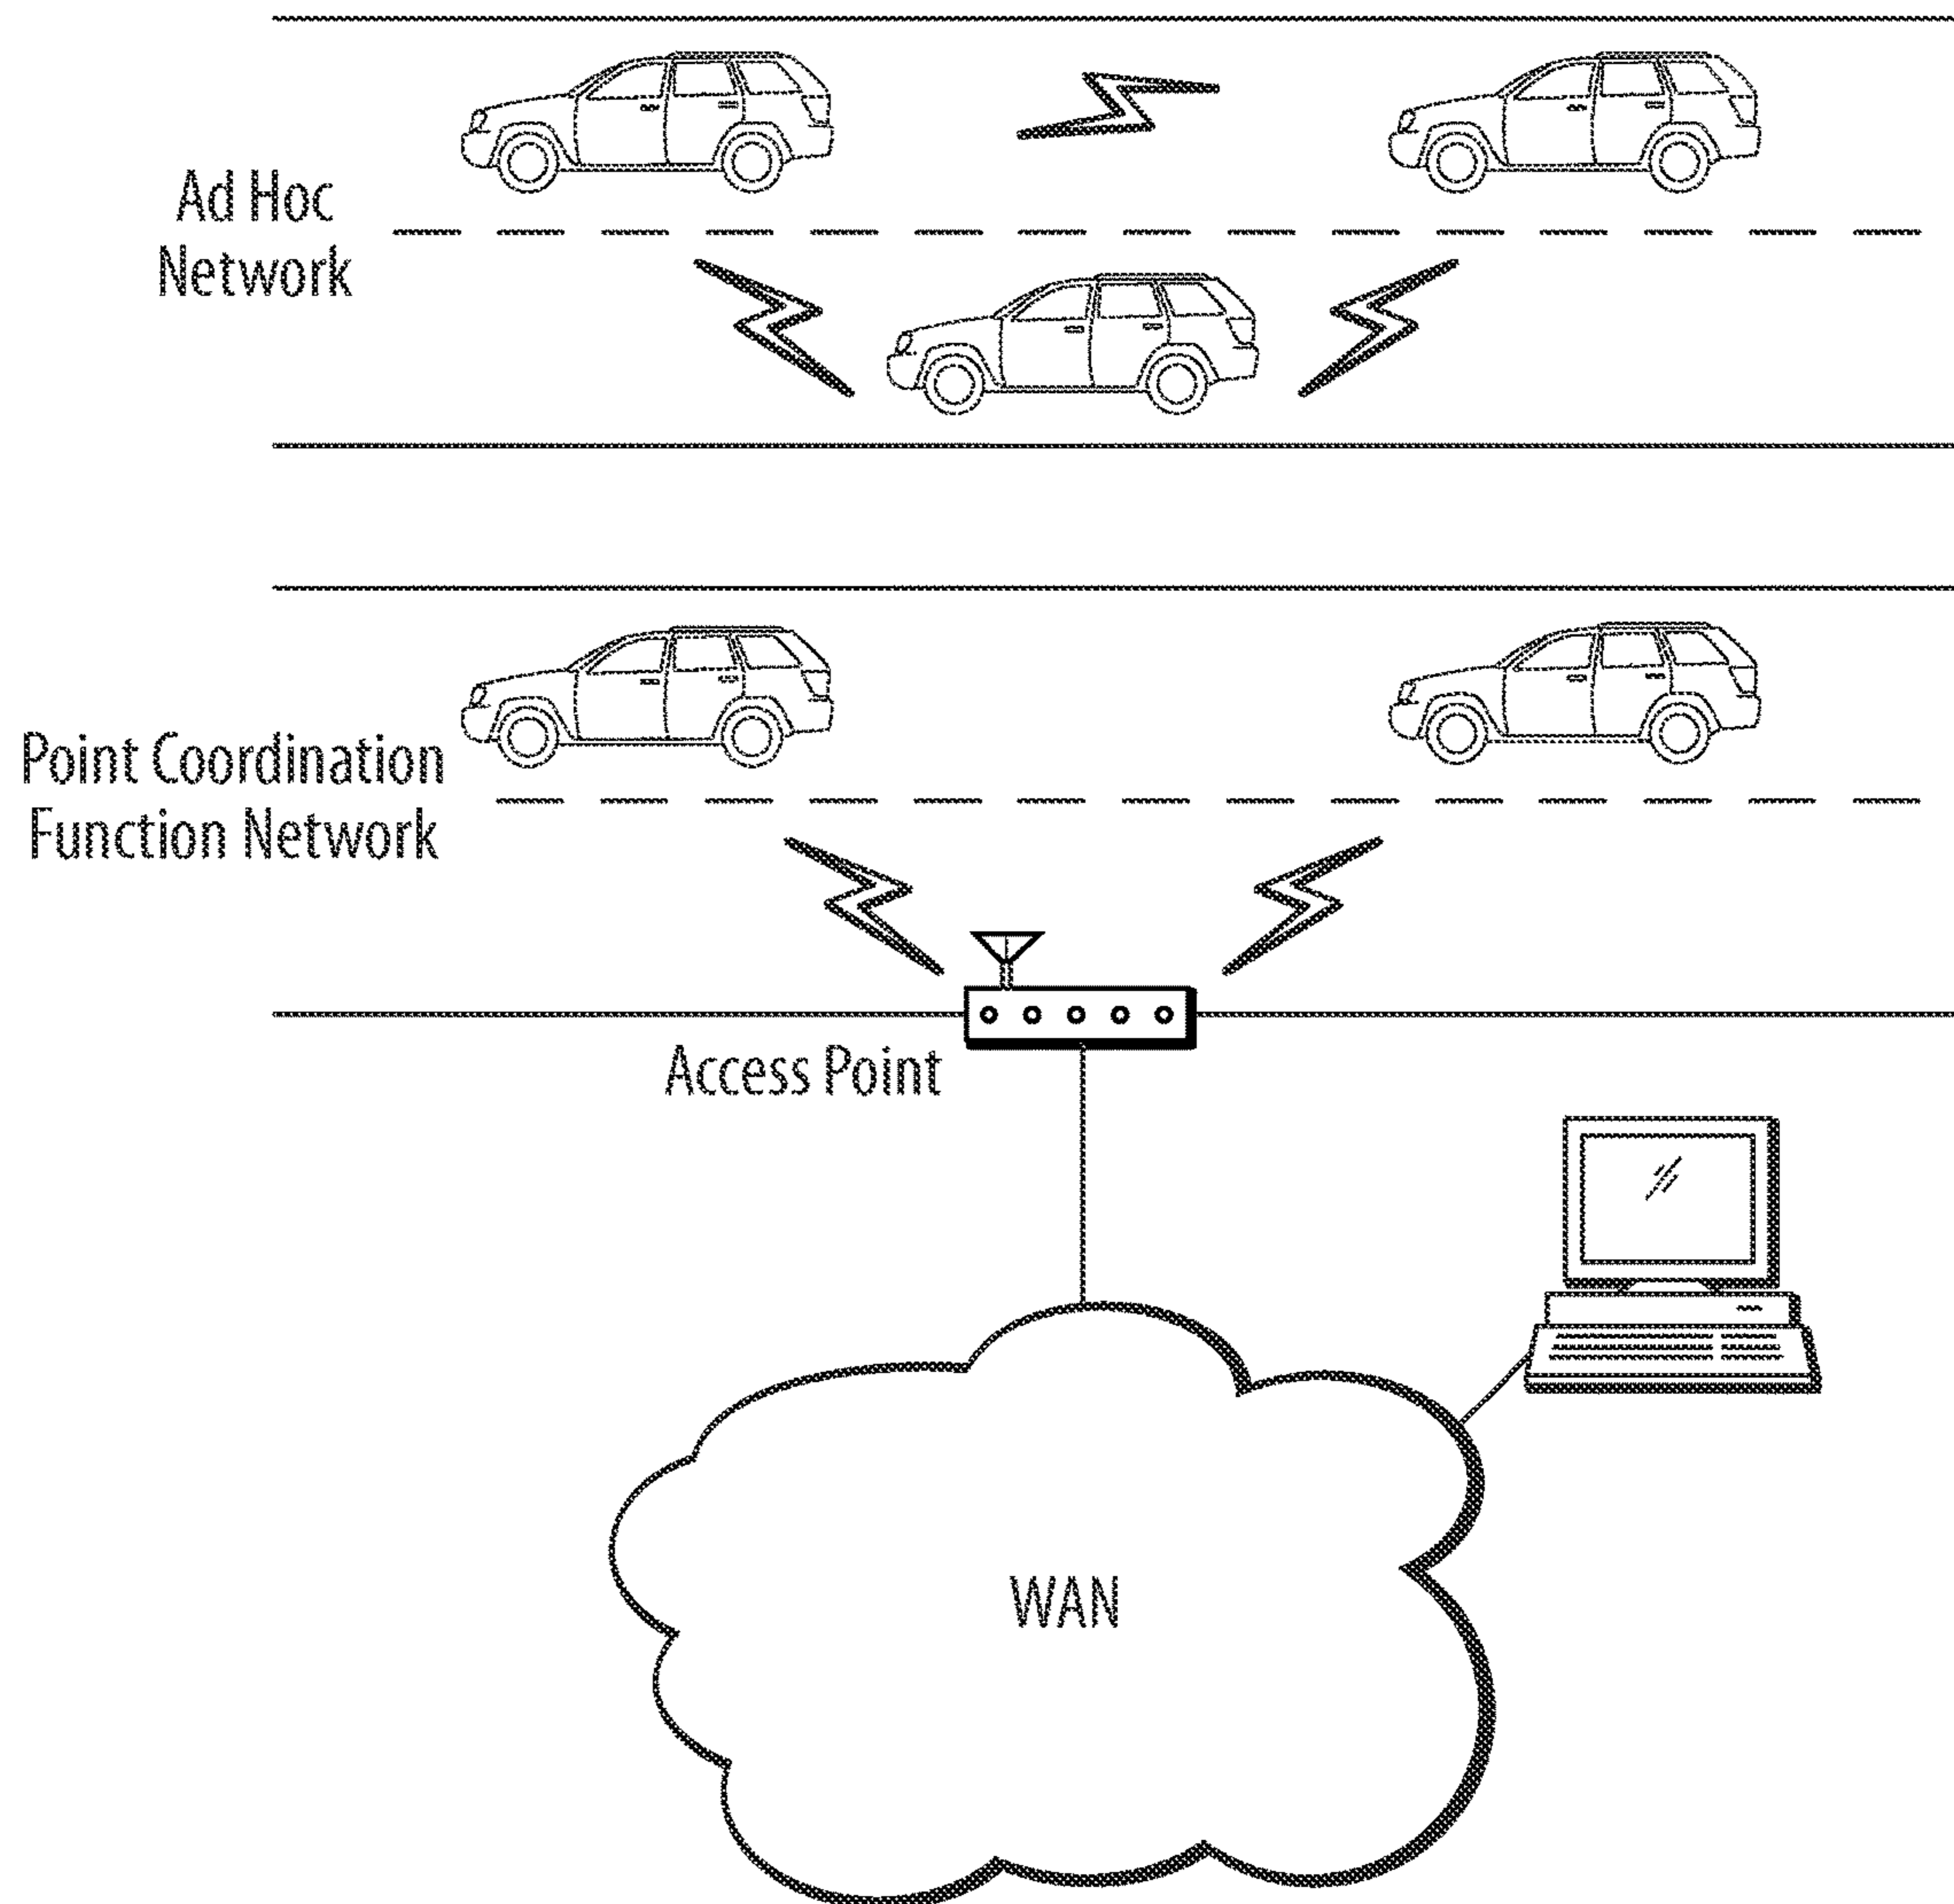 Ad Hoc
Network
Point Coordination
Function Network
Access Point
WAN